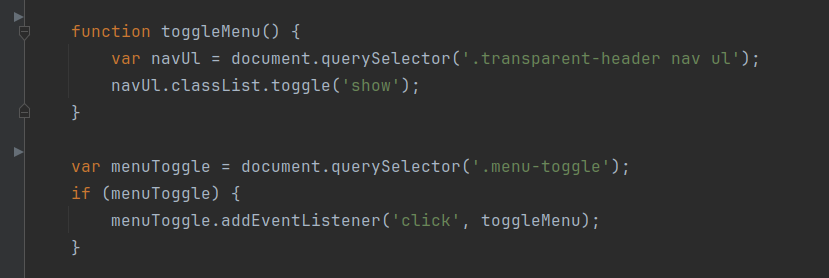 function toggleMenu() {
    var navUl = document.querySelector('.transparent-header nav ul');
    navUl.classList.toggle('show');
}

var menuToggle = document.querySelector('.menu-toggle');
if (menuToggle) {
    menuToggle.addEventListener('click', toggleMenu);
}